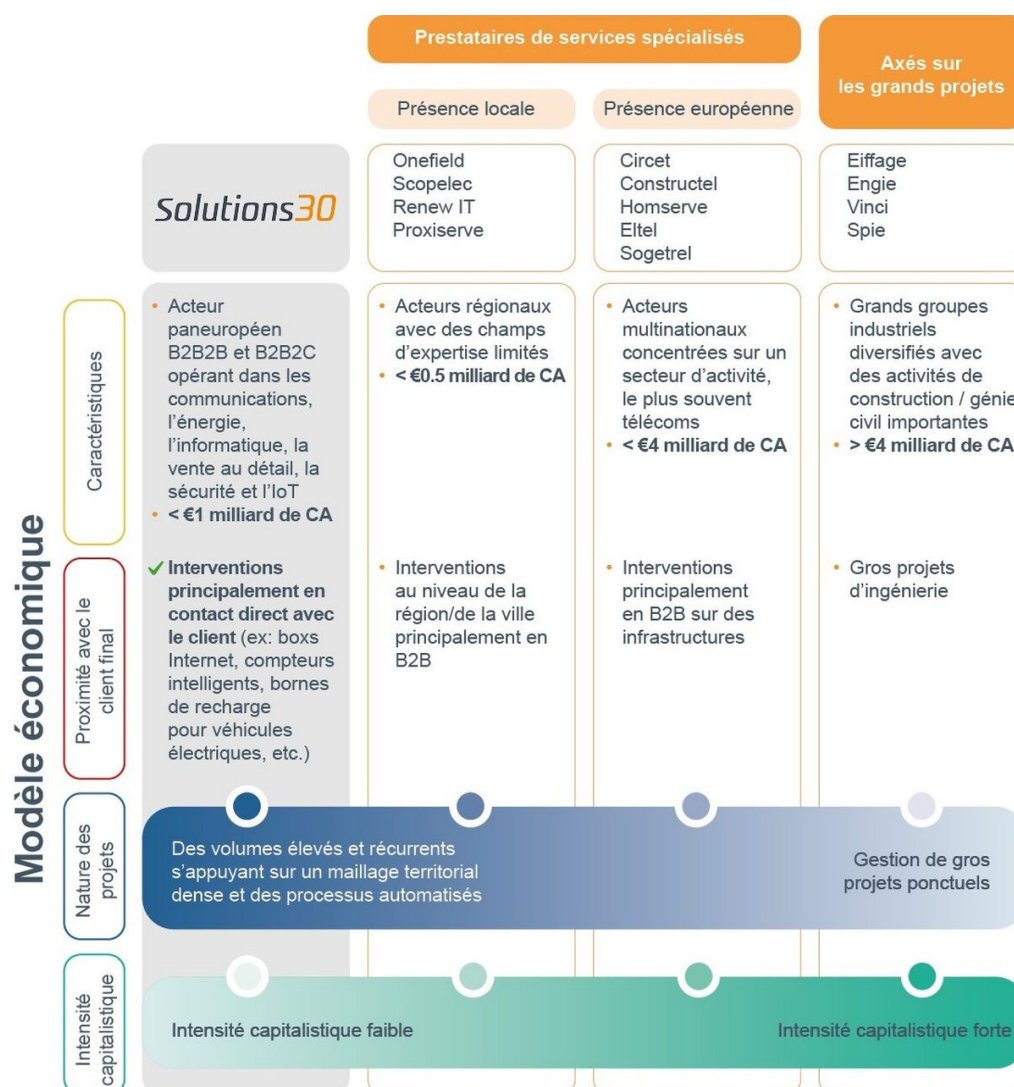 Prestataires de services spécialisés
Axés sur
les grands projets
Présence locale
Présence européenne
Solutions30
Onefield
Scopelec
Renew IT
Proxiserve
Circet
Constructel
Homserve
Eltel
Sogetrel
Eiffage
Engie
Vinci
Spie
Modèle économique
Caractéristiques
• Acteur
paneuropéen
B2B2B et B2B2C
opérant dans les
communications,
l’énergie,
l’informatique, la
vente au détail, la
sécurité et l’IoT
• < €1 milliard de CA
• Acteurs régionaux
avec des champs
d’expertise limités
• < €0.5 milliard de CA
• Acteurs
multinationaux
concentrées sur un
secteur d’activité,
le plus souvent
télécoms
• < €4 milliard de CA
• Grands groupes
industriels
diversifiés avec
des activités de
construction / génie
civil importantes
• > €4 milliard de CA
Proximité avec le
client final
✓ Interventions
principalement en
contact direct avec
le client (ex: boxs
Internet, compteurs
intelligents, bornes
de recharge
pour véhicules
électriques, etc.)
• Interventions
au niveau de la
région/de la ville
principalement en
B2B
• Interventions
principalement
en B2B sur des
infrastructures
• Gros projets
d’ingénierie
Nature des
projets
Des volumes élevés et récurrents
s’appuyant sur un maillage territorial
dense et des processus automatisés
Gestion de gros
projets ponctuels
Intensité
capitalistique
Intensité capitalistique faible
Intensité capitalistique forte